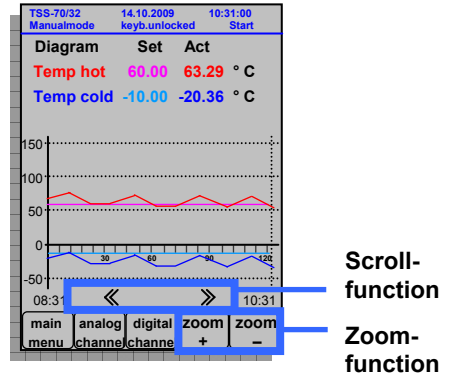 TSS-70/32 14.10.2009 10:31:00
Manualmode keyb.unlocked Start
Diagram Set Act
Temp hot 60.00 63.29 ° C
Temp cold -10.00 -20.36 ° C
150
100
50
0
30 60 90 120
-50
08:31 « » 10:31
main menu
analog channel
digital channel
zoom +
zoom –
Scroll-
function
Zoom-
function